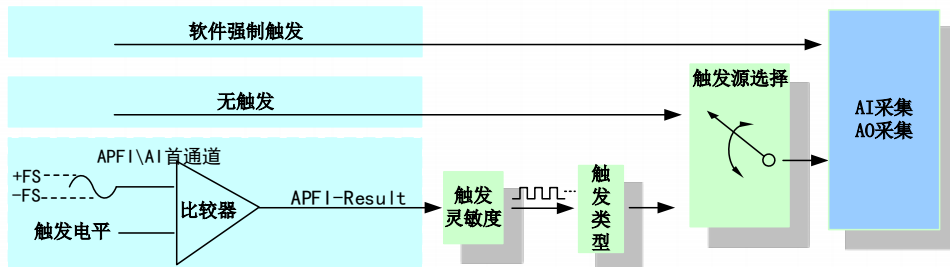 软件强制触发
无触发
触发源选择
AI采集
AO采集
APFI\AI首通道
+FS
-FS
触发电平
比较器
APFI-Result
触发
灵敏度
触
发
类
型